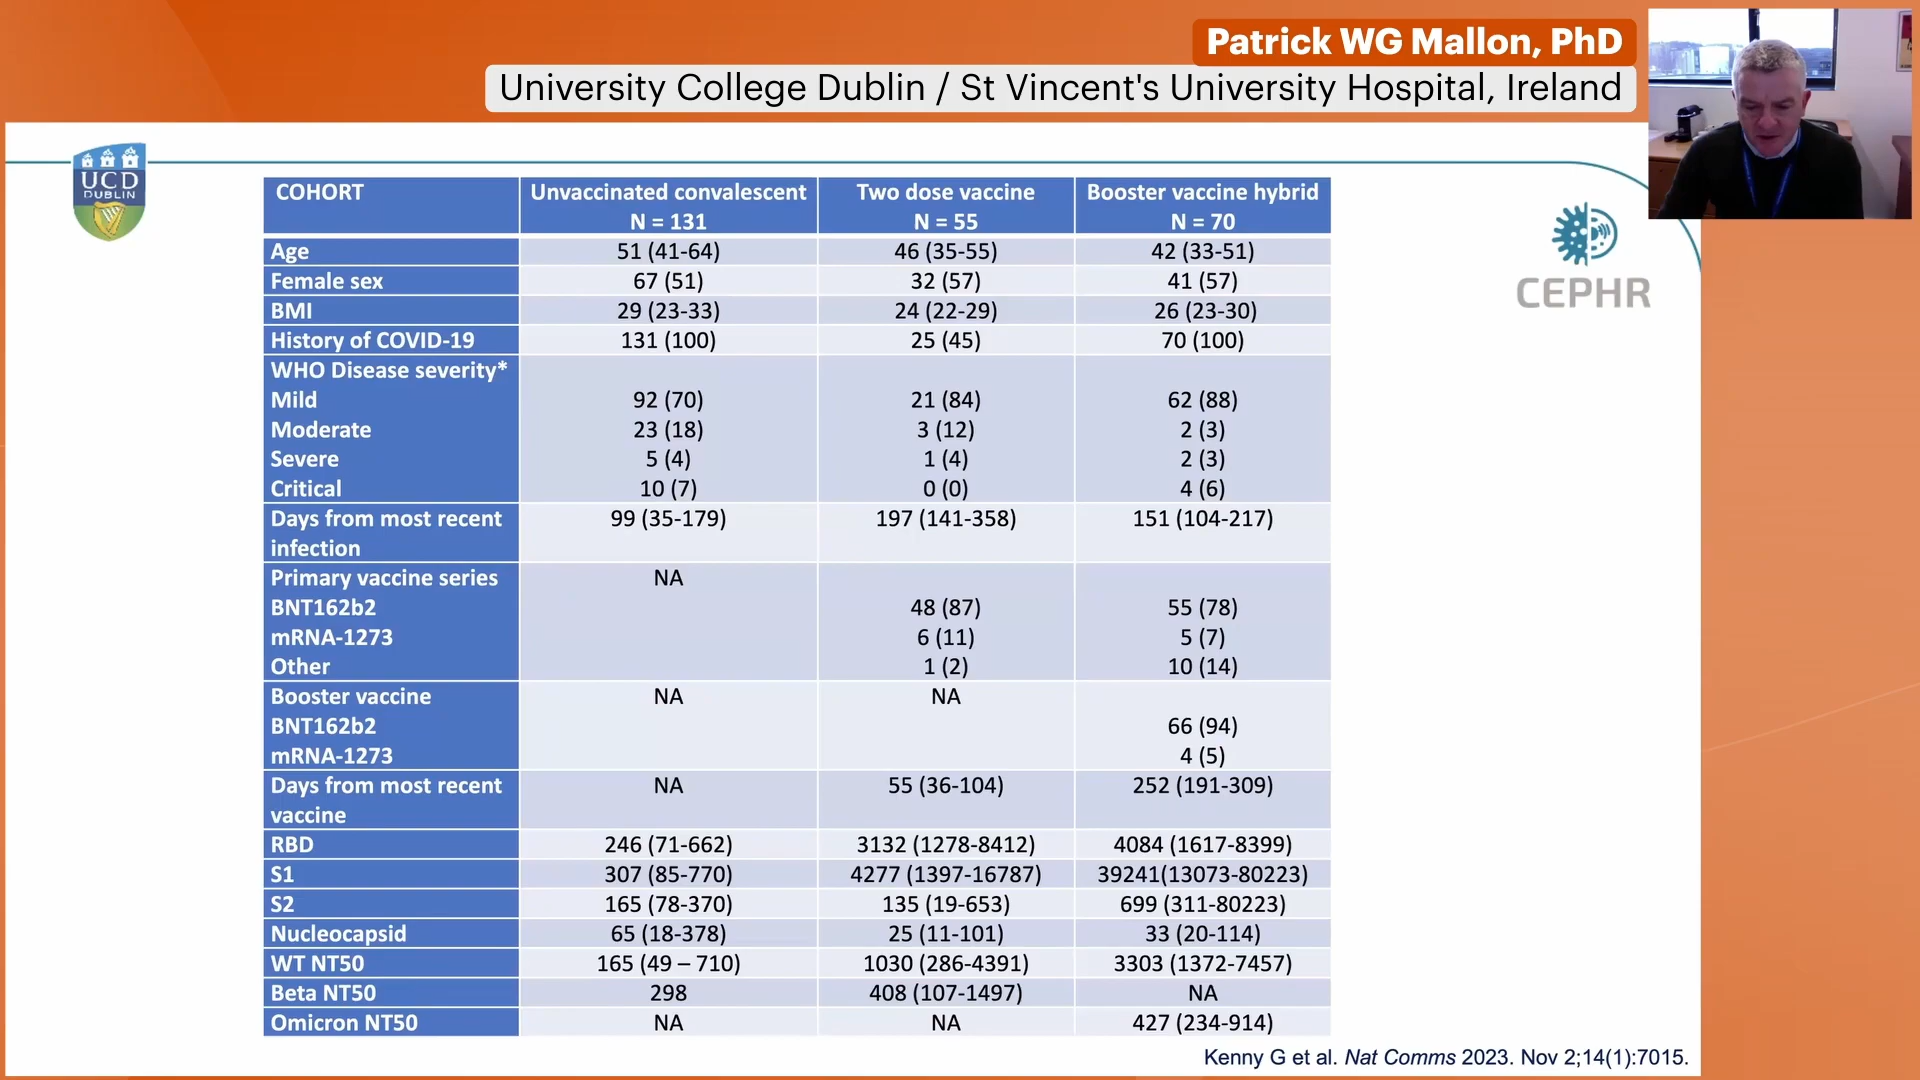 Patrick WG Mallon, PhD
University College Dublin / St Vincent's University Hospital, Ireland
UCD
DUBLIN
CEPHR
COHORT Unvaccinated convalescent N = 131 Two dose vaccine N = 55 Booster vaccine hybrid N = 70
Age 51 (41-64) 46 (35-55) 42 (33-51)
Female sex 67 (51) 32 (57) 41 (57)
BMI 29 (23-33) 24 (22-29) 26 (23-30)
History of COVID-19 131 (100) 25 (45) 70 (100)
WHO Disease severity*
Mild 92 (70) 21 (84) 62 (88)
Moderate 23 (18) 3 (12) 2 (3)
Severe 5 (4) 1 (4) 2 (3)
Critical 10 (7) 0 (0) 4 (6)
Days from most recent infection 99 (35-179) 197 (141-358) 151 (104-217)
Primary vaccine series NA
BNT162b2 48 (87) 55 (78)
mRNA-1273 6 (11) 5 (7)
Other 1 (2) 10 (14)
Booster vaccine NA NA
BNT162b2 66 (94)
mRNA-1273 4 (5)
Days from most recent vaccine NA 55 (36-104) 252 (191-309)
RBD 246 (71-662) 3132 (1278-8412) 4084 (1617-8399)
S1 307 (85-770) 4277 (1397-16787) 39241(13073-80223)
S2 165 (78-370) 135 (19-653) 699 (311-80223)
Nucleocapsid 65 (18-378) 25 (11-101) 33 (20-114)
WT NT50 165 (49 – 710) 1030 (286-4391) 3303 (1372-7457)
Beta NT50 298 408 (107-1497) NA
Omicron NT50 NA NA 427 (234-914)
Kenny G et al. Nat Comms 2023. Nov 2;14(1):7015.